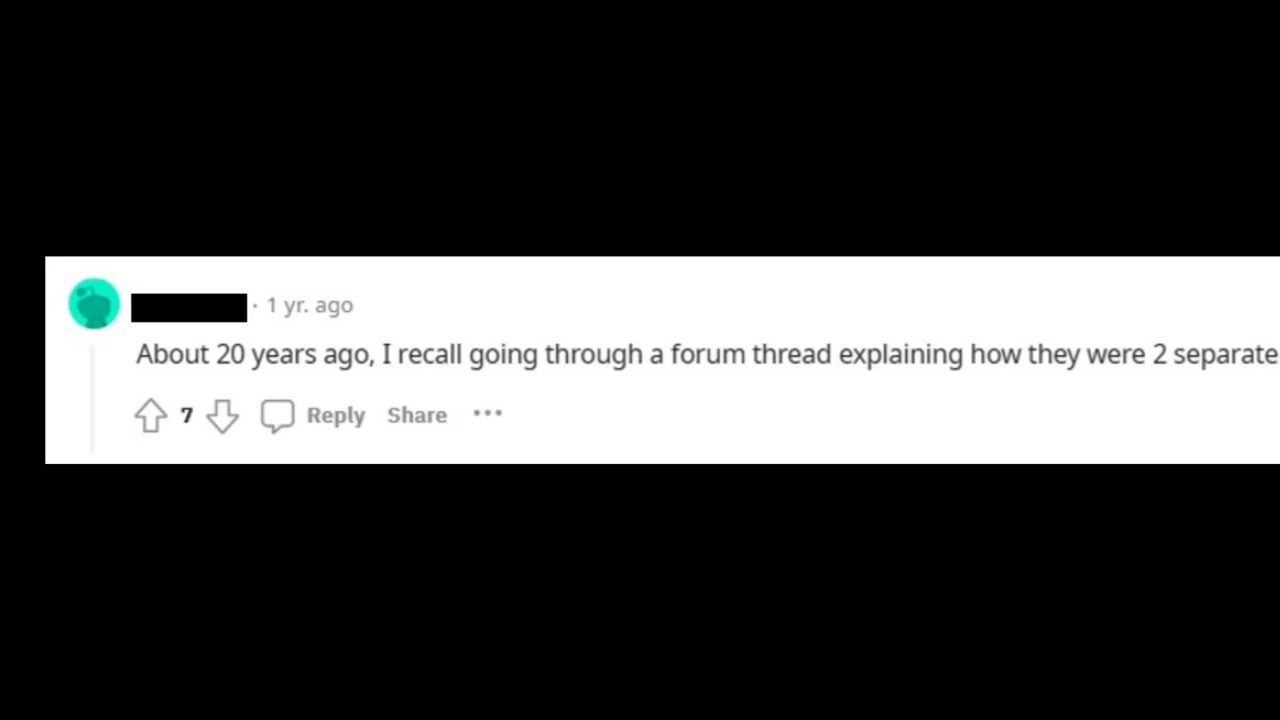 · 1 yr. ago
About 20 years ago, I recall going through a forum thread explaining how they were 2 separate
7 Reply Share •••